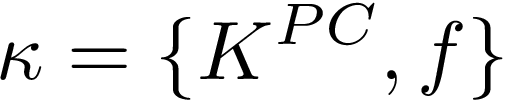 κ = {K^{PC}, f}